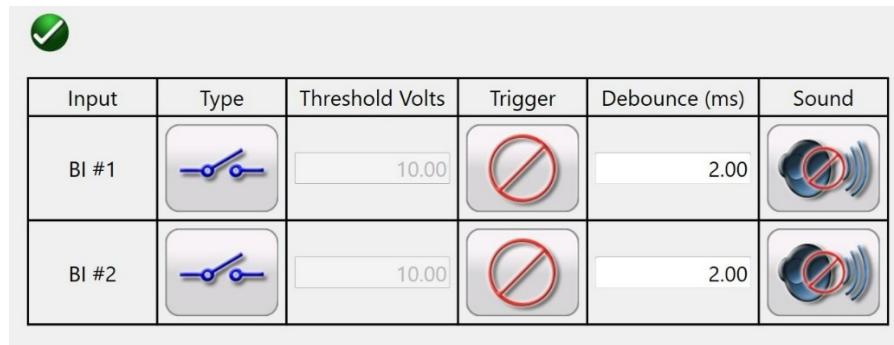 Input Type Threshold Volts Trigger Debounce (ms) Sound
BI #1 10.00 2.00
BI #2 10.00 2.00